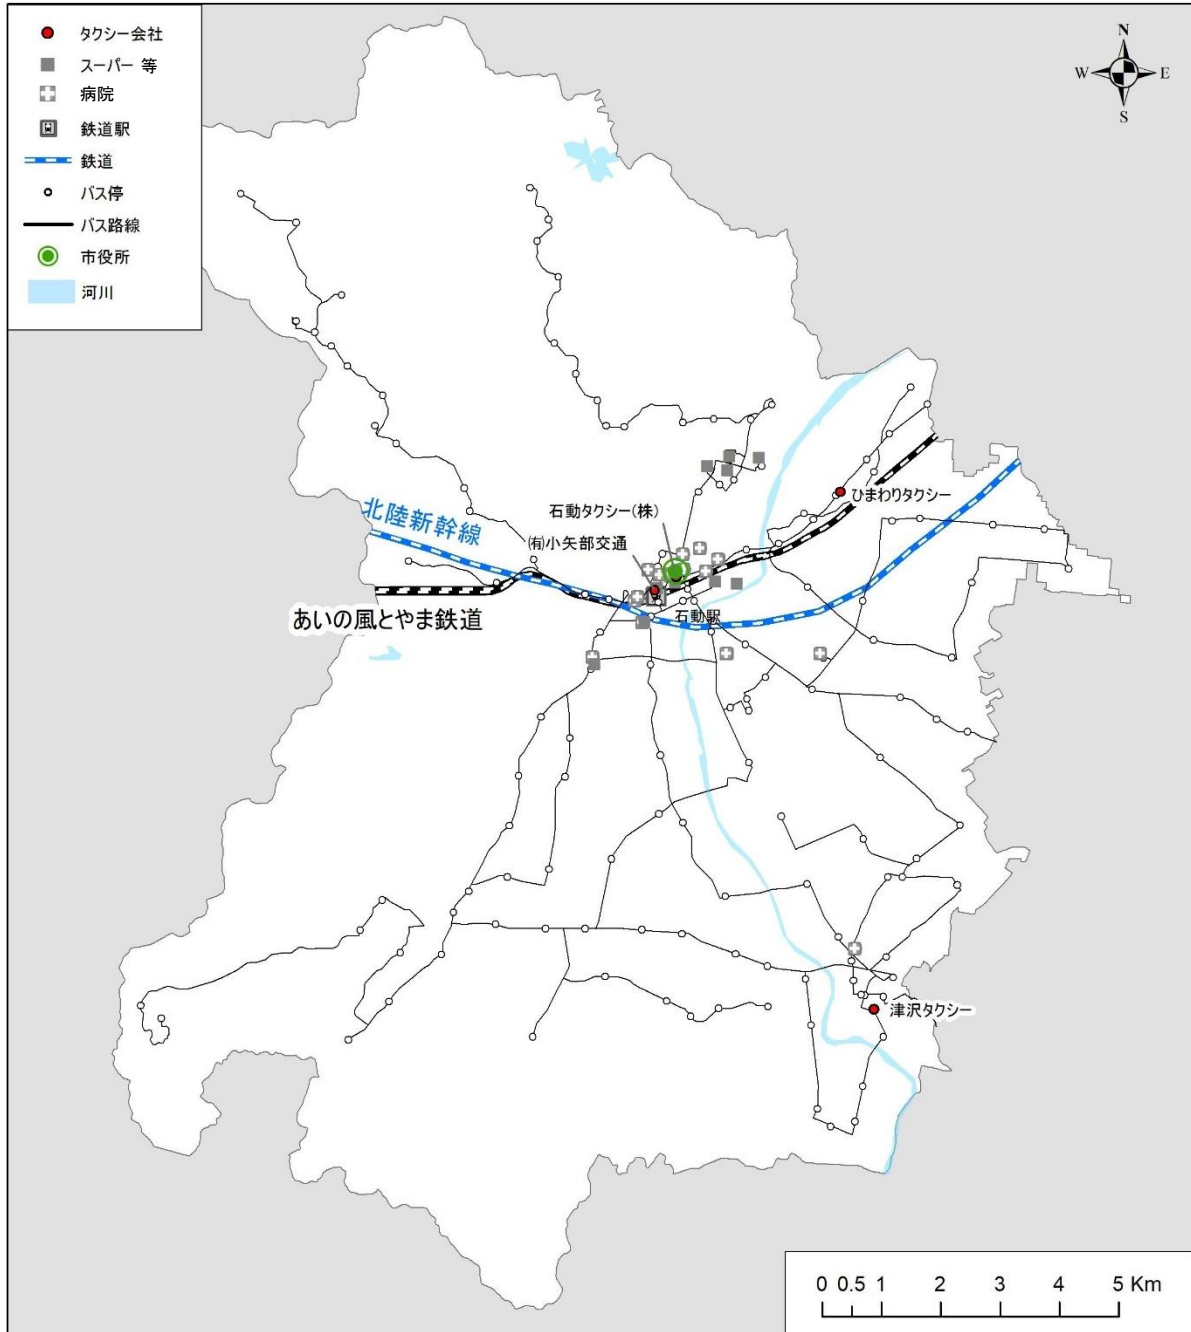 タクシー会社
スーパー 等
病院
鉄道駅
鉄道
バス停
バス路線
市役所
河川
N
W
E
S
ひまわりタクシー
石動タクシー(株)
㈲小矢部交通
北陸新幹線
石動駅
あいの風とやま鉄道
津沢タクシー
0 0.5 1 2 3 4 5 Km